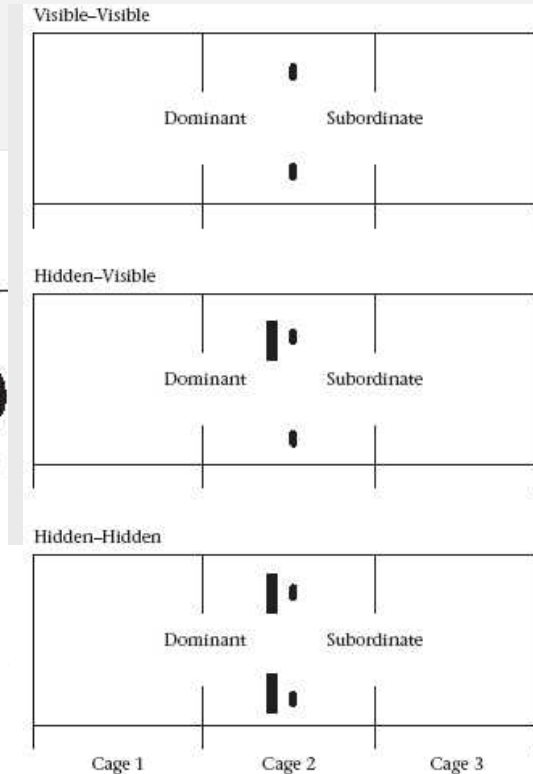 Visible–Visible
Dominant Subordinate
Hidden–Visible
Dominant Subordinate
Hidden–Hidden
Dominant Subordinate
Cage 1 Cage 2 Cage 3